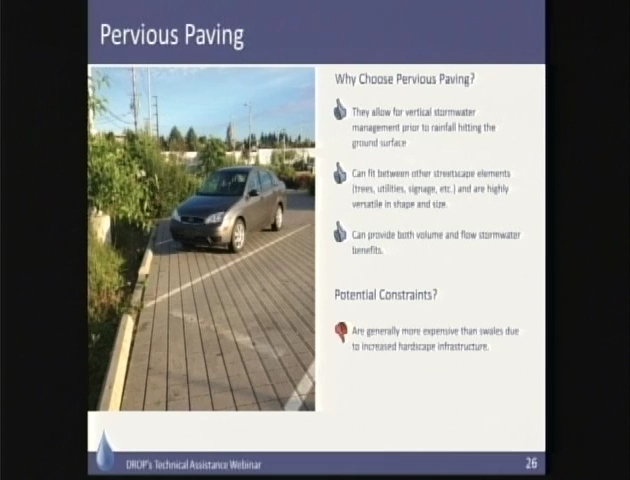 Pervious Paving
Why Choose Pervious Paving?
They allow for vertical stormwater
management prior to rainfall hitting the
ground surface
Can fit between other streetscape elements
(trees, utilities, signage, etc.) and are highly
versatile in shape and size.
Can provide both volume and flow stormwater
benefits.
Potential Constraints?
Are generally more expensive than swales due
to increased hardscape infrastructure.
DROP's Technical Assistance Webinar
26